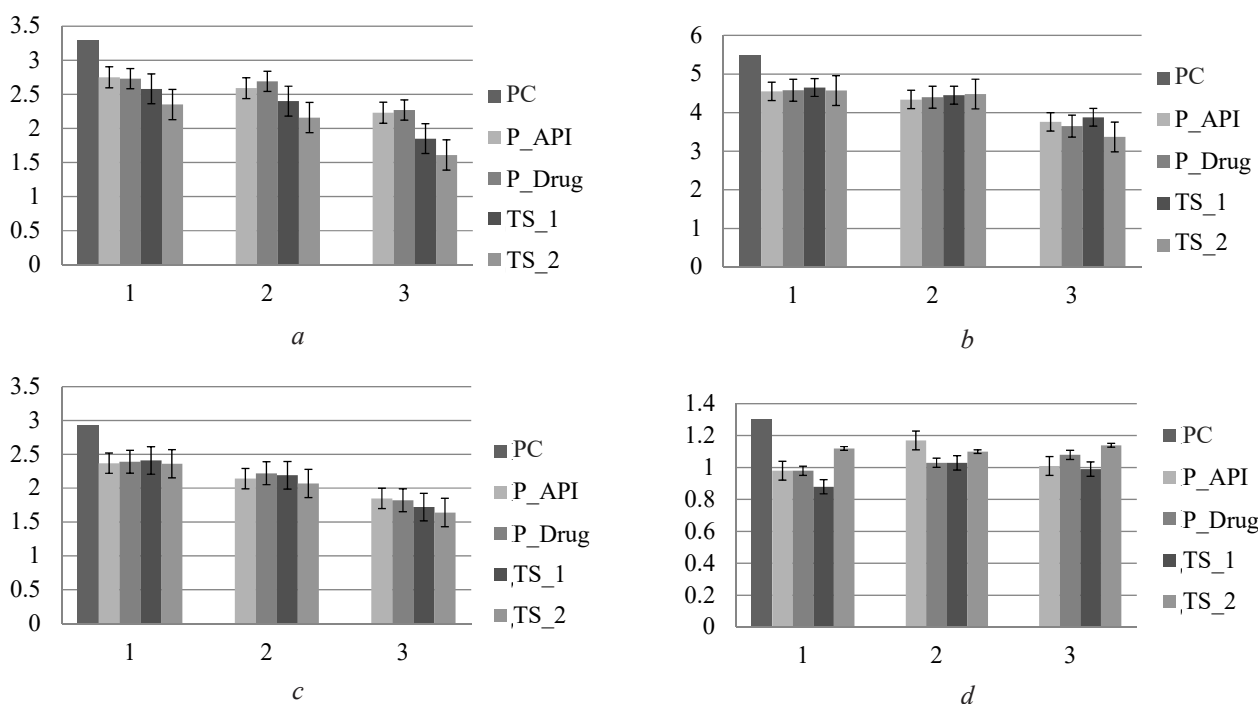 3.5
3
2.5
2
1.5
1
0.5
0
1 2 3
PC
P_API
P_Drug
TS_1
TS_2
a
6
5
4
3
2
1
0
1 2 3
PC
P_API
P_Drug
TS_1
TS_2
b
3.5
3
2.5
2
1.5
1
0.5
0
1 2 3
PC
P_API
P_Drug
TS_1
TS_2
c
1.4
1.2
1
0.8
0.6
0.4
0.2
0
1 2 3
PC
P_API
P_Drug
TS_1
TS_2
d